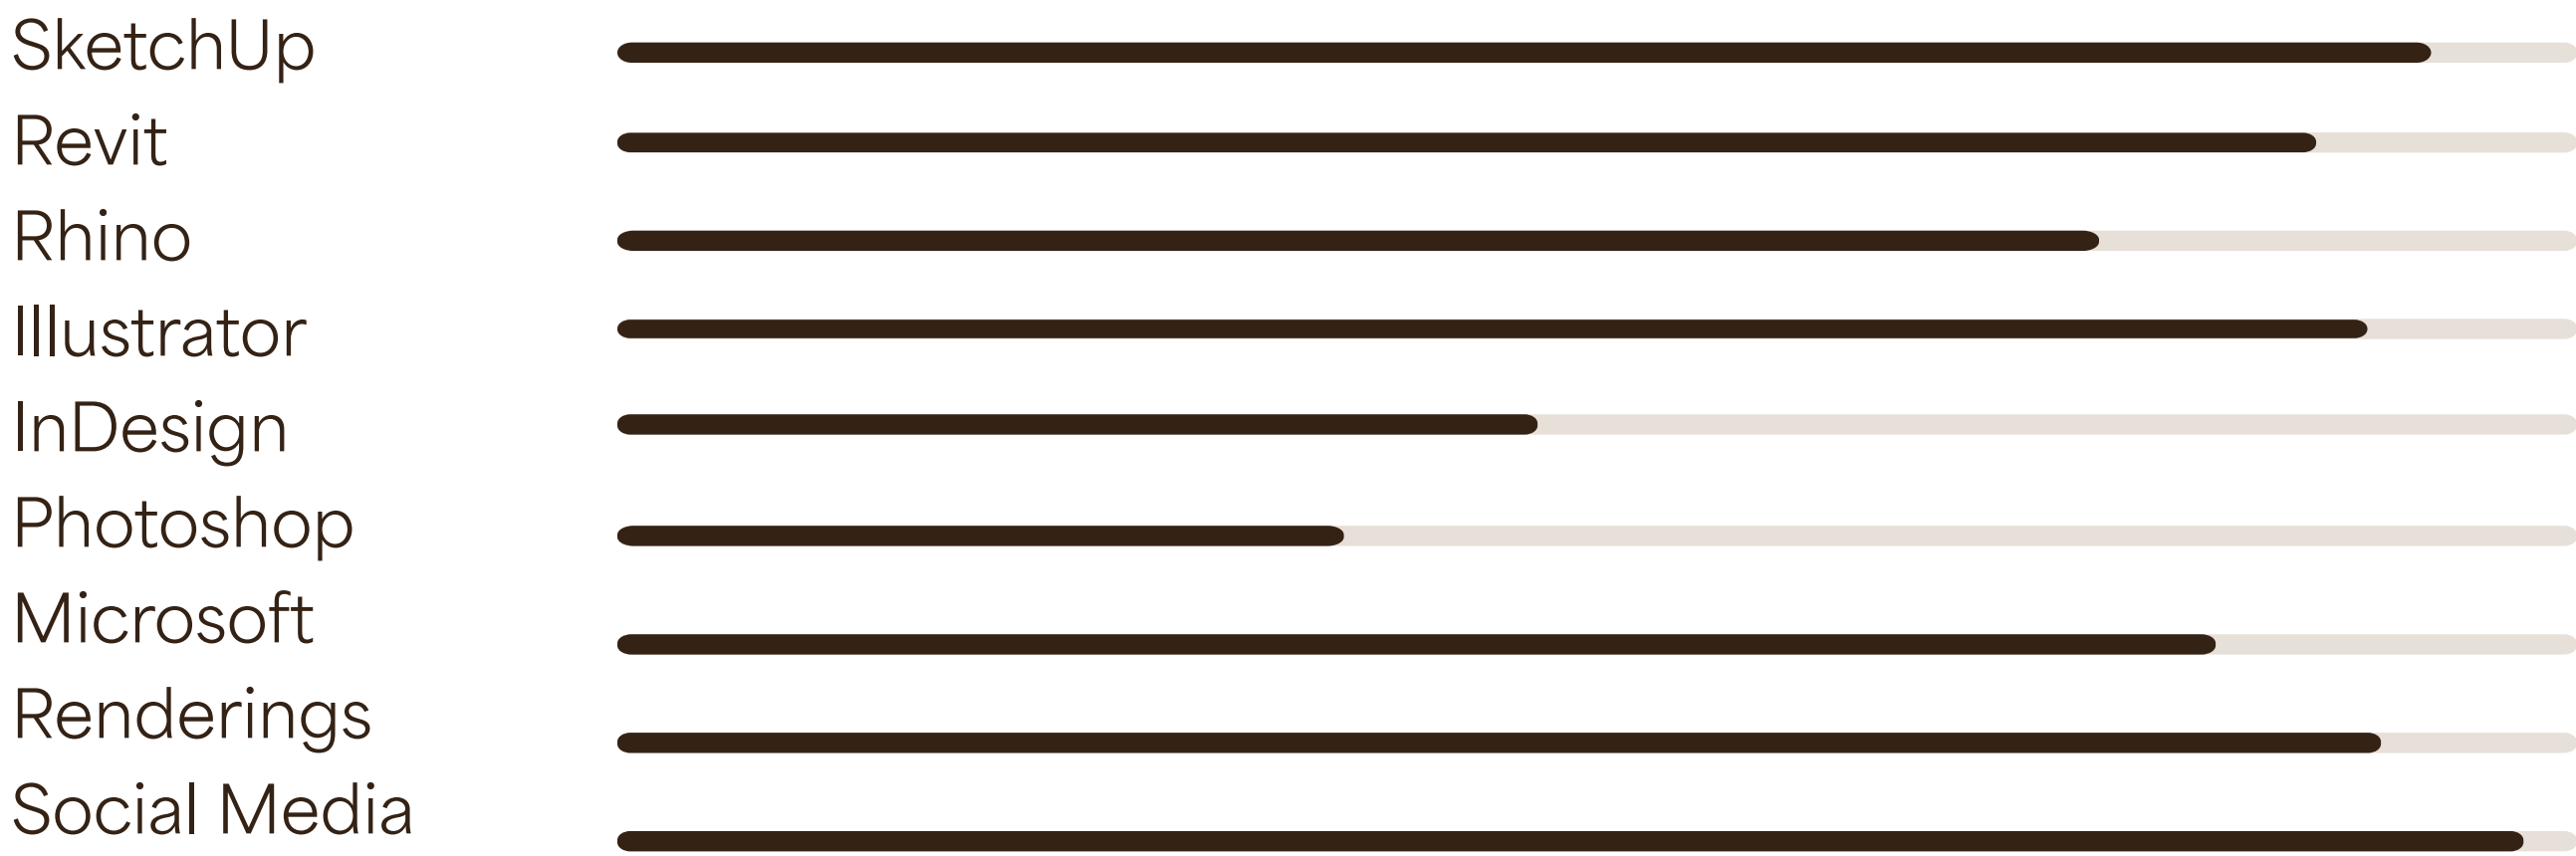 SketchUp
Revit
Rhino
Illustrator
InDesign
Photoshop
Microsoft
Renderings
Social Media